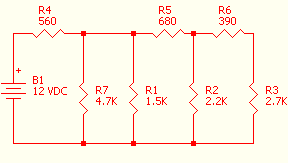 R4
560
R5
680
R6
390
+
B1
12 VDC
R7
4.7K
R1
1.5K
R2
2.2K
R3
2.7K